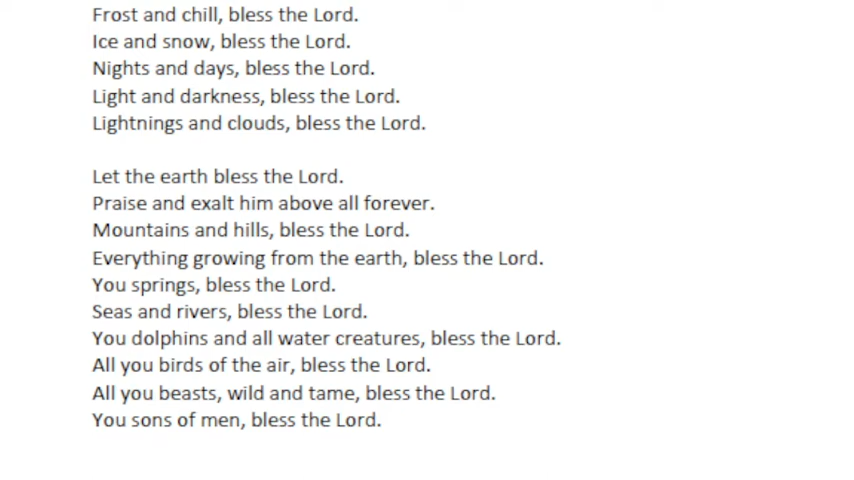 Frost and chill, bless the Lord.
Ice and snow, bless the Lord.
Nights and days, bless the Lord.
Light and darkness, bless the Lord.
Lightnings and clouds, bless the Lord.

Let the earth bless the Lord.
Praise and exalt him above all forever.
Mountains and hills, bless the Lord.
Everything growing from the earth, bless the Lord.
You springs, bless the Lord.
Seas and rivers, bless the Lord.
You dolphins and all water creatures, bless the Lord.
All you birds of the air, bless the Lord.
All you beasts, wild and tame, bless the Lord.
You sons of men, bless the Lord.